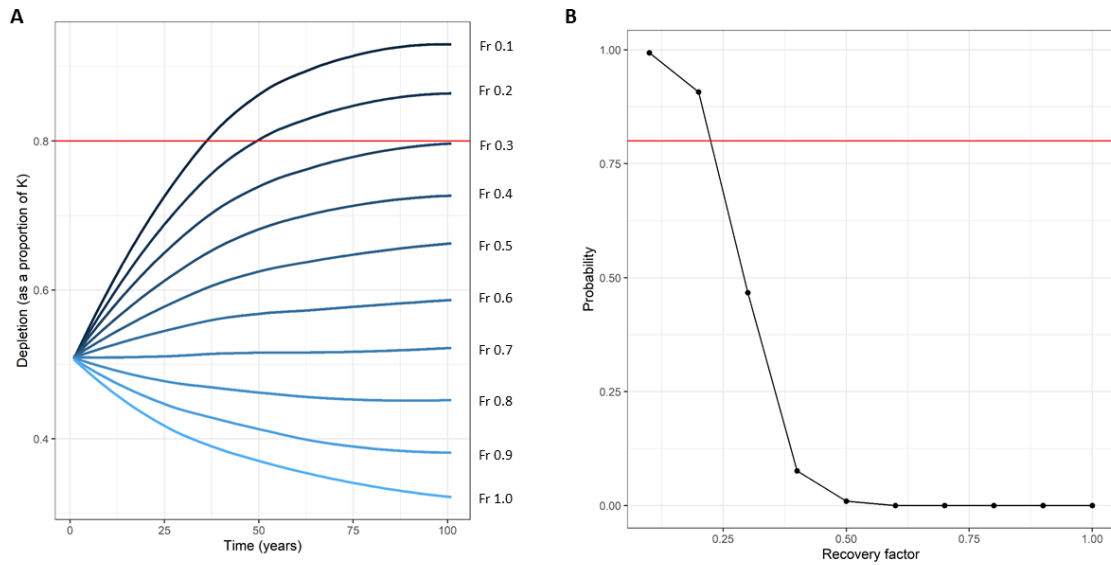 A
Depletion (as a proportion of K)
0.8
0.6
0.4
0
25
50
75
100
Time (years)
Fr 0.1
Fr 0.2
Fr 0.3
Fr 0.4
Fr 0.5
Fr 0.6
Fr 0.7
Fr 0.8
Fr 0.9
Fr 1.0
B
Probability
1.00
0.75
0.50
0.25
0.00
0.25
0.50
0.75
1.00
Recovery factor